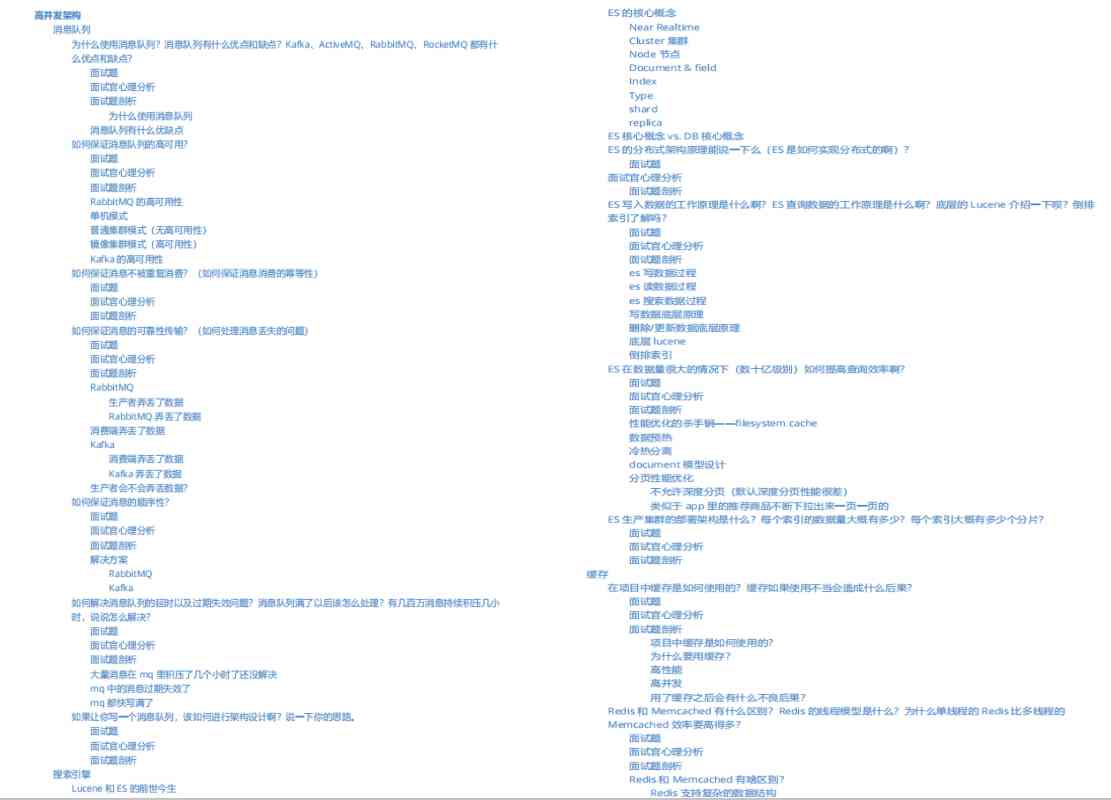 高并发架构
消息队列
为什么使用消息队列？消息队列有什么优点和缺点？Kafka、ActiveMQ、RabbitMQ、RocketMQ 都有什
么优点和缺点？
面试题
面试官心理分析
面试题剖析
为什么使用消息队列
消息队列有什么优缺点
如何保证消息队列的高可用？
面试题
面试官心理分析
面试题剖析
RabbitMQ 的高可用性
单机模式
普通集群模式（无高可用性）
镜像集群模式（高可用性）
Kafka 的高可用性
如何保证消息不被重复消费？（如何保证消息消费的幂等性）
面试题
面试官心理分析
面试题剖析
如何保证消息的可靠性传输？（如何处理消息丢失的问题）
面试题
面试官心理分析
面试题剖析
RabbitMQ
生产者弄丢了数据
RabbitMQ 弄丢了数据
消费端弄丢了数据
Kafka
消费端弄丢了数据
Kafka 弄丢了数据
生产者会不会弄丢数据？
如何保证消息的顺序性？
面试题
面试官心理分析
面试题剖析
解决方案
RabbitMQ
Kafka
如何解决消息队列的延时以及过期失效问题？消息队列满了以后该怎么处理？有几百万消息持续积压几小
时，说说怎么解决？
面试题
面试官心理分析
面试题剖析
大量消息在 mq 里积压了几个小时了还没解决
mq 中的消息过期失效了
mq 都快写满了
如果让你写一个消息队列，该如何进行架构设计啊？说一下你的思路。
面试题
面试官心理分析
面试题剖析
搜索引擎
Lucene 和 ES 的前世今生
ES 的核心概念
Near Realtime
Cluster 集群
Node 节点
Document & field
Index
Type
shard
replica
ES 核心概念 vs. DB 核心概念
ES 的分布式架构原理能说一下么（ES 是如何实现分布式的啊）？
面试题
面试官心理分析
面试题剖析
ES 写入数据的工作原理是什么啊？ES 查询数据的工作原理是什么啊？底层的 Lucene 介绍一下呗？倒排
索引了解吗？
面试题
面试官心理分析
面试题剖析
es 写数据过程
es 读数据过程
es 搜索数据过程
写数据底层原理
删除/更新数据底层原理
底层 lucene
倒排索引
ES 在数据量很大的情况下（数十亿级别）如何提高查询效率啊？
面试题
面试官心理分析
面试题剖析
性能优化的杀手锏——filesystem cache
数据预热
冷热分离
document 模型设计
分页性能优化
不允许深度分页（默认深度分页性能很差）
类似于 app 里的推荐商品不断下拉出来一页一页的
ES 生产集群的部署架构是什么？每个索引的数据量大概有多少？每个索引大概有多少个分片？
面试题
面试官心理分析
面试题剖析
缓存
在项目中缓存是如何使用的？缓存如果使用不当会造成什么后果？
面试题
面试官心理分析
面试题剖析
项目中缓存是如何使用的？
为什么要用缓存？
高性能
高并发
用了缓存之后会有什么不良后果？
Redis 和 Memcached 有什么区别？Redis 的线程模型是什么？为什么单线程的 Redis 比多线程的
Memcached 效率要高得多？
面试题
面试官心理分析
面试题剖析
Redis 和 Memcached 有啥区别？
Redis 支持复杂的数据结构